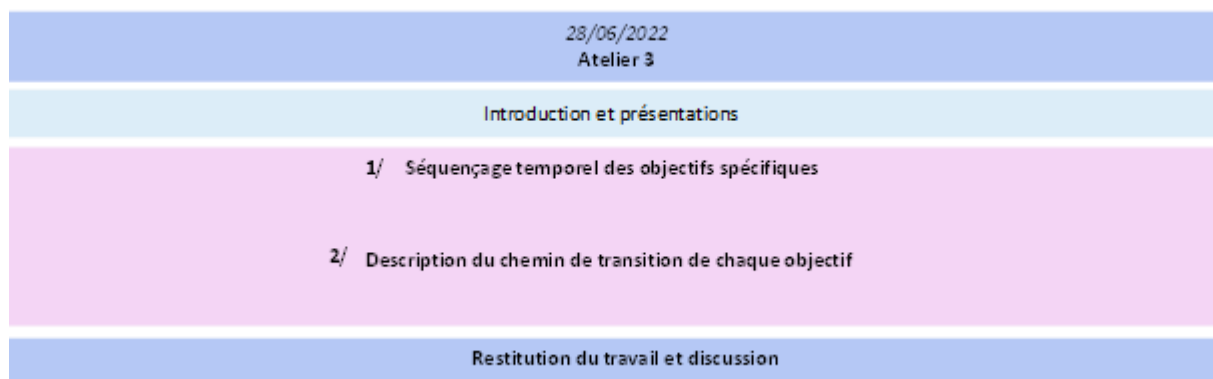 28/06/2022
Atelier 3
Introduction et présentations
1/ Séquençage temporel des objectifs spécifiques
2/ Description du chemin de transition de chaque objectif
Restitution du travail et discussion